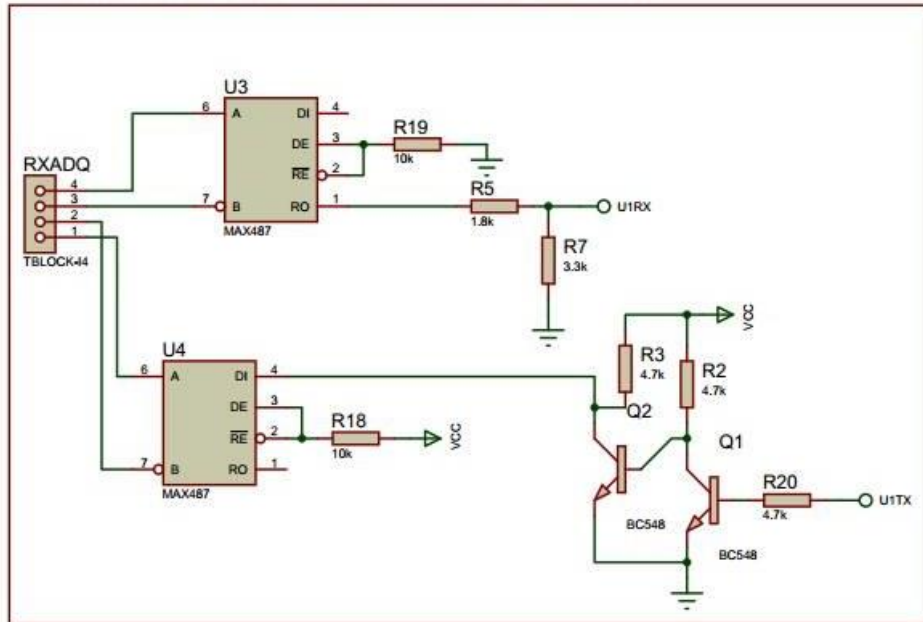 U3
6
A
DI
4
DE
3
R19
10k
RE
2
7
B
RO
1
MAX487
R5
1.8k
U1RX
R7
3.3k
RXADQ
4
3
2
1
TBLOCK-I4
VCC
U4
6
A
DI
4
DE
3
R18
10k
VCC
RE
2
7
B
RO
1
MAX487
R3
4.7k
R2
4.7k
Q2
Q1
R20
4.7k
U1TX
BC548
BC548